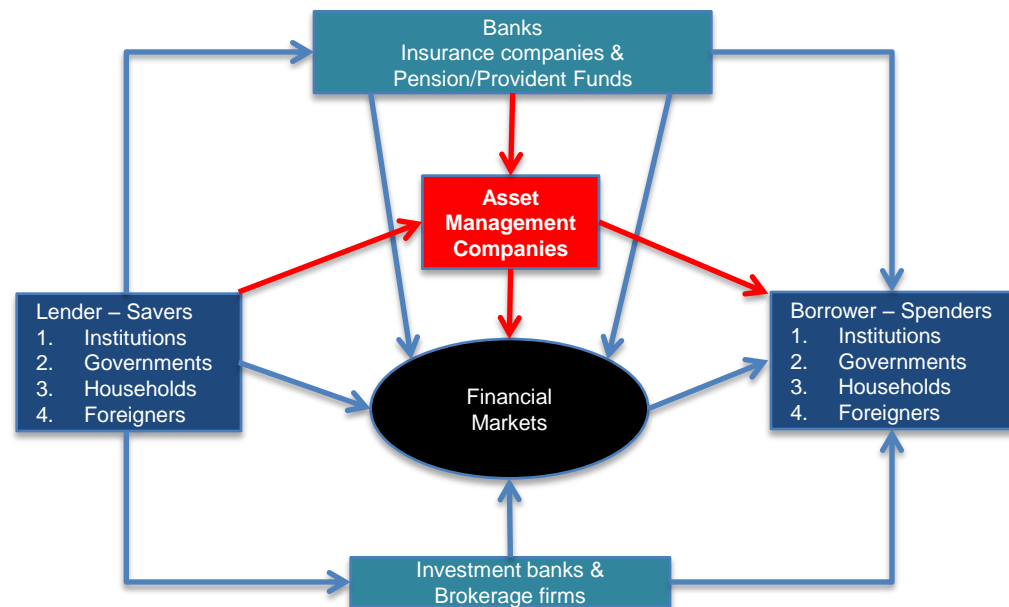 Banks
Insurance companies &
Pension/Provident Funds
Asset
Management
Companies
Lender – Savers
1. Institutions
2. Governments
3. Households
4. Foreigners
Financial
Markets
Borrower – Spenders
1. Institutions
2. Governments
3. Households
4. Foreigners
Investment banks &
Brokerage firms